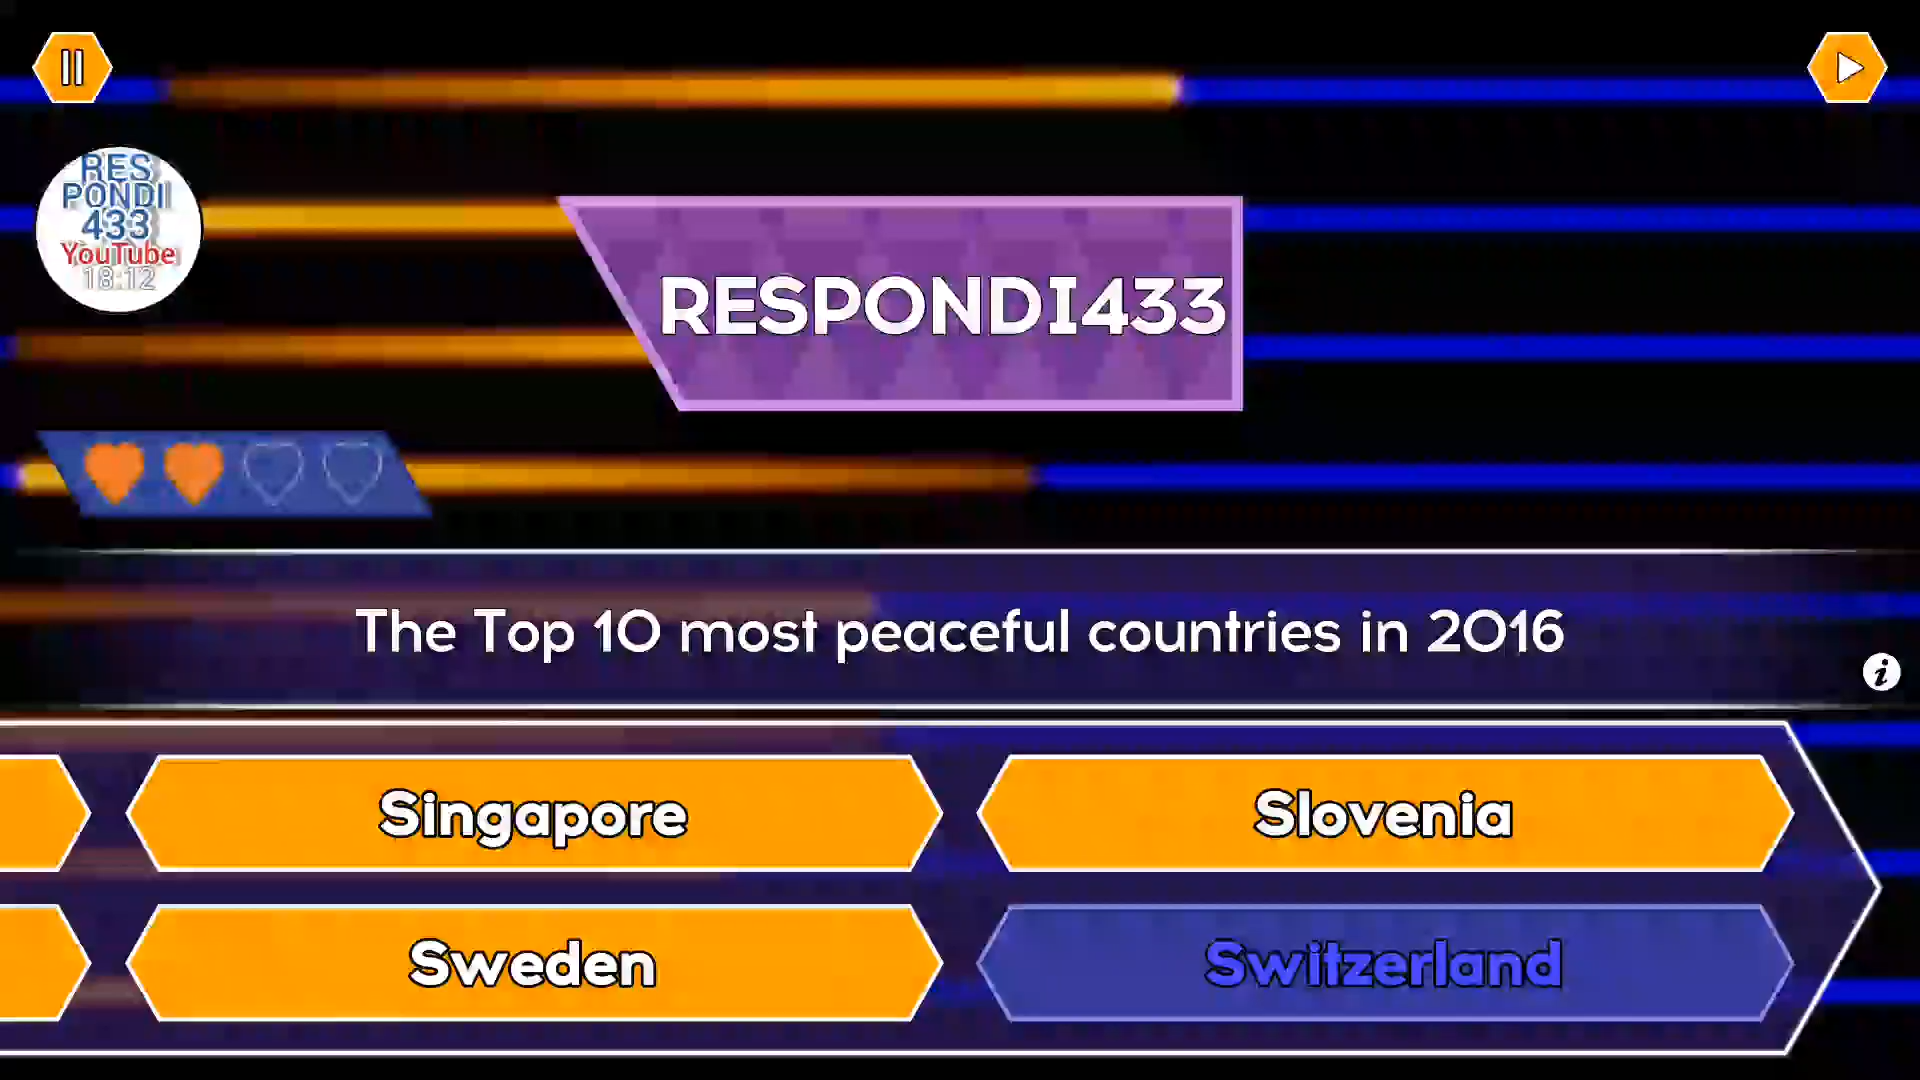 RES
PONDI
433
YouTube
18:12
RESPONDI433
The Top 10 most peaceful countries in 2016
i
Singapore
Slovenia
Sweden
Switzerland